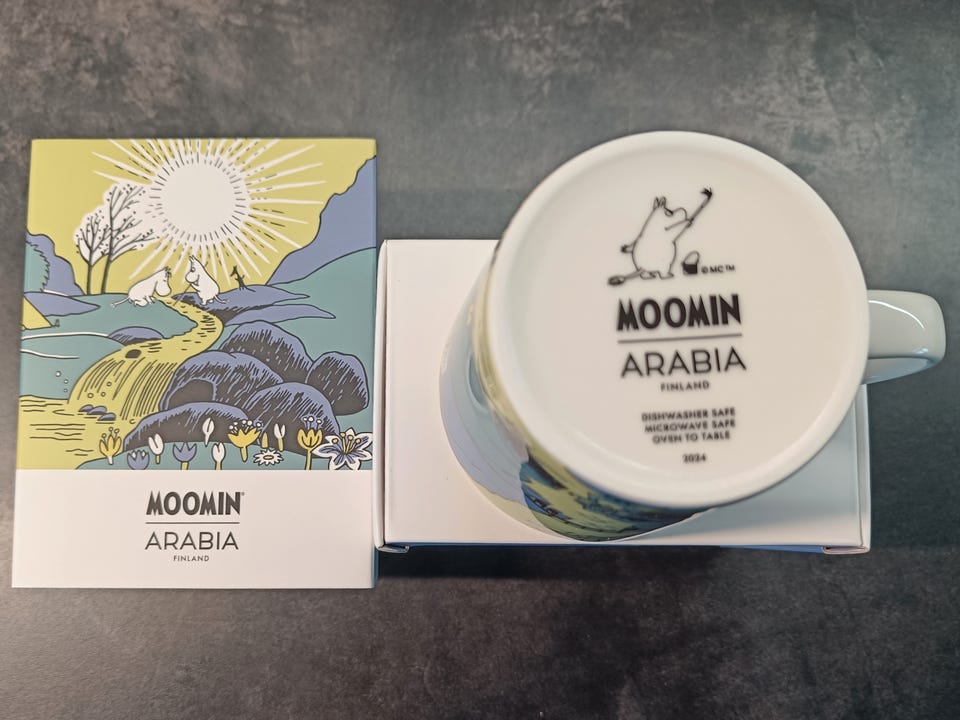 MOOMIN®
ARABIA
FINLAND
© MC™
MOOMIN
ARABIA
FINLAND
DISHWASHER SAFE
MICROWAVE SAFE
OVEN TO TABLE
2024